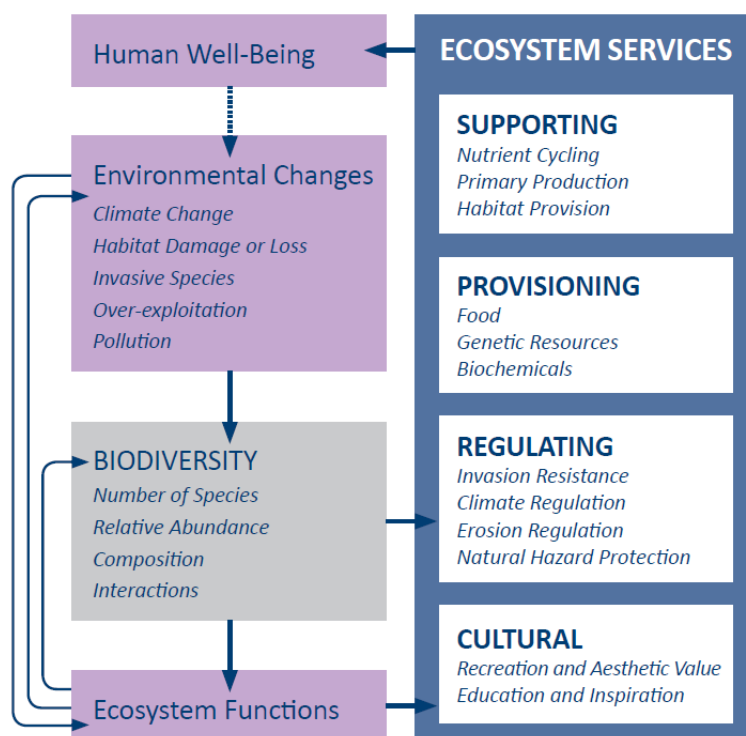 Human Well-Being
Environmental Changes
Climate Change
Habitat Damage or Loss
Invasive Species
Over-exploitation
Pollution
BIODIVERSITY
Number of Species
Relative Abundance
Composition
Interactions
Ecosystem Functions
ECOSYSTEM SERVICES
SUPPORTING
Nutrient Cycling
Primary Production
Habitat Provision
PROVISIONING
Food
Genetic Resources
Biochemicals
REGULATING
Invasion Resistance
Climate Regulation
Erosion Regulation
Natural Hazard Protection
CULTURAL
Recreation and Aesthetic Value
Education and Inspiration